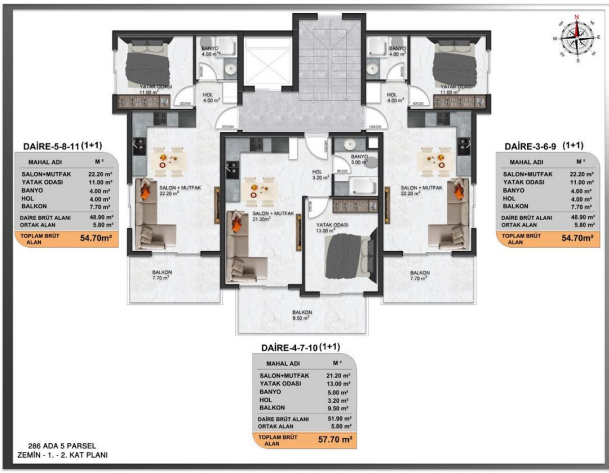 N
W
E
S
BANYO
4.00 m²
YATAK ODASI
11.00 m²
HOL
4.00 m²
SALON + MUTFAK
22.20 m²
BALKON
7.70 m²
BANYO
5.00 m²
HOL
3.20 m²
SALON + MUTFAK
21.20 m²
YATAK ODASI
13.00 m²
BALKON
9.50 m²
BANYO
4.00 m²
YATAK ODASI
11.00 m²
HOL
4.00 m²
SALON + MUTFAK
22.20 m²
BALKON
7.70 m²
DAİRE-5-8-11 (1+1)
MAHAL ADI M²
SALON+MUTFAK 22.20 m²
YATAK ODASI 11.00 m²
BANYO 4.00 m²
HOL 4.00 m²
BALKON 7.70 m²
DAİRE BRÜT ALANI 48.90 m²
ORTAK ALAN 5.80 m²
TOPLAM BRÜT ALAN 54.70m²
DAİRE-3-6-9 (1+1)
MAHAL ADI M²
SALON+MUTFAK 22.20 m²
YATAK ODASI 11.00 m²
BANYO 4.00 m²
HOL 4.00 m²
BALKON 7.70 m²
DAİRE BRÜT ALANI 48.90 m²
ORTAK ALAN 5.80 m²
TOPLAM BRÜT ALAN 54.70m²
DAİRE-4-7-10 (1+1)
MAHAL ADI M²
SALON+MUTFAK 21.20 m²
YATAK ODASI 13.00 m²
BANYO 5.00 m²
HOL 3.20 m²
BALKON 9.50 m²
DAİRE BRÜT ALANI 51.90 m²
ORTAK ALAN 5.80 m²
TOPLAM BRÜT ALAN 57.70 m²
286 ADA 5 PARSEL
ZEMİN - 1. - 2. KAT PLANI